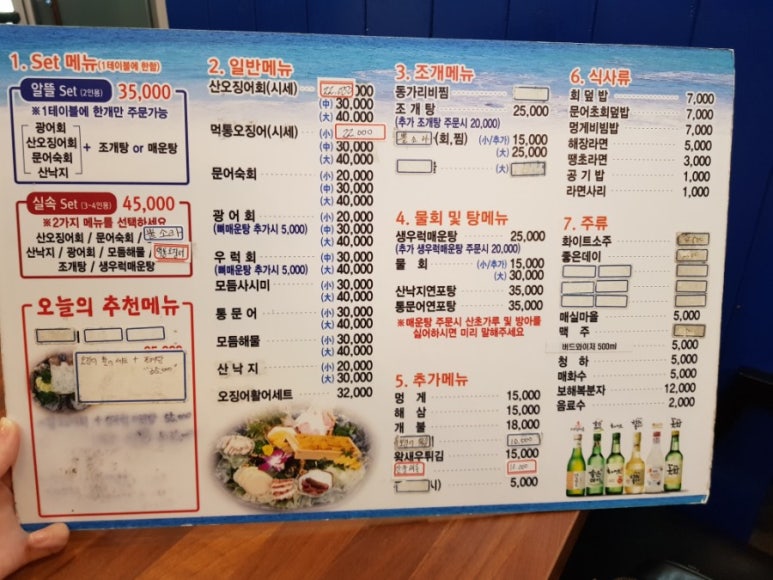 1. Set 메뉴(1테이블에 한함)
알뜰 Set (2인용) 35,000
※1테이블에 한개만 주문가능
광어회
산오징어회
문어숙회
산낙지
+ 조개탕 or 매운탕
실속 Set (3~4인용) 45,000
※2가지 메뉴를 선택하세요
산오징어회 / 문어숙회 / 뿔소라
산낙지 / 광어회 / 모듬해물 /
조개탕 / 생우럭매운탕
오늘의 추천메뉴
2. 일반메뉴
산오징어회(시세) 22,000
(中) 30,000
(大) 40,000
먹통오징어(시세) (小) 22,000
(中) 30,000
(大) 40,000
문어숙회 (小) 20,000
(中) 30,000
(大) 40,000
광 어 회 (小) 20,000
(뼈매운탕 추가시 5,000) (中) 30,000
(大) 40,000
우 럭 회 (小) 30,000
(뼈매운탕 추가시 5,000) (大) 40,000
모듬사시미 (小) 30,000
(大) 40,000
통 문 어 (小) 30,000
(大) 40,000
모듬해물 (小) 30,000
(大) 40,000
산 낙 지 (小) 20,000
(大) 30,000
오징어활어세트 32,000
3. 조개메뉴
동가리비찜
조 개 탕 25,000
(추가 조개탕 주문시 20,000)
뿔소라 (회,찜) (小/추가) 15,000
(大) 25,000
(大)
4. 물회 및 탕메뉴
생우럭매운탕 25,000
(추가 생우럭매운탕 주문시 20,000)
물 회 (小/추가) 15,000
(大) 30,000
산낙지연포탕 35,000
통문어연포탕 35,000
※매운탕 주문시 산초가루 및 방아를
싫어하시면 미리 말해주세요
5. 추가메뉴
멍 게 15,000
해 삼 15,000
개 불 18,000
10,000
왁새우튀김 15,000
10,000
니) 5,000
6. 식사류
회 덮 밥 7,000
문어초회덮밥 7,000
멍게비빔밥 7,000
해장라면 5,000
땡초라면 3,000
공 기 밥 1,000
라면사리 1,000
7. 주류
화이트소주
좋은데이
매실마을 5,000
맥 주
버드와이져 500ml 5,000
청 하 5,000
매화수 5,000
보해복분자 12,000
음료수 2,000